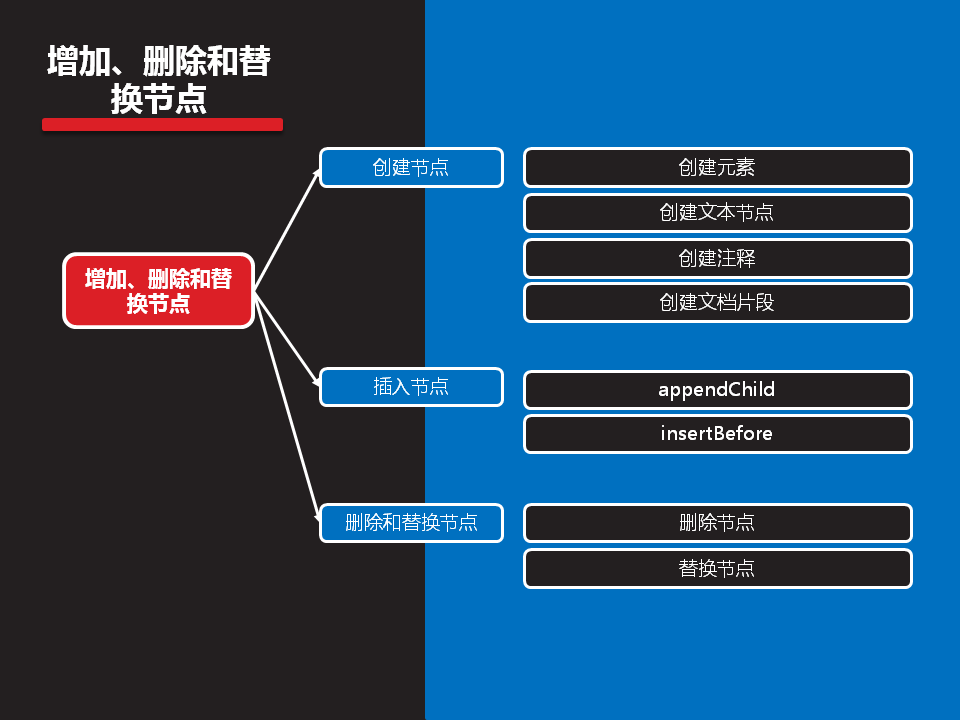 增加、删除和替
换节点
创建节点
创建元素
创建文本节点
创建注释
创建文档片段
增加、删除和替
换节点
插入节点
appendChild
insertBefore
删除和替换节点
删除节点
替换节点